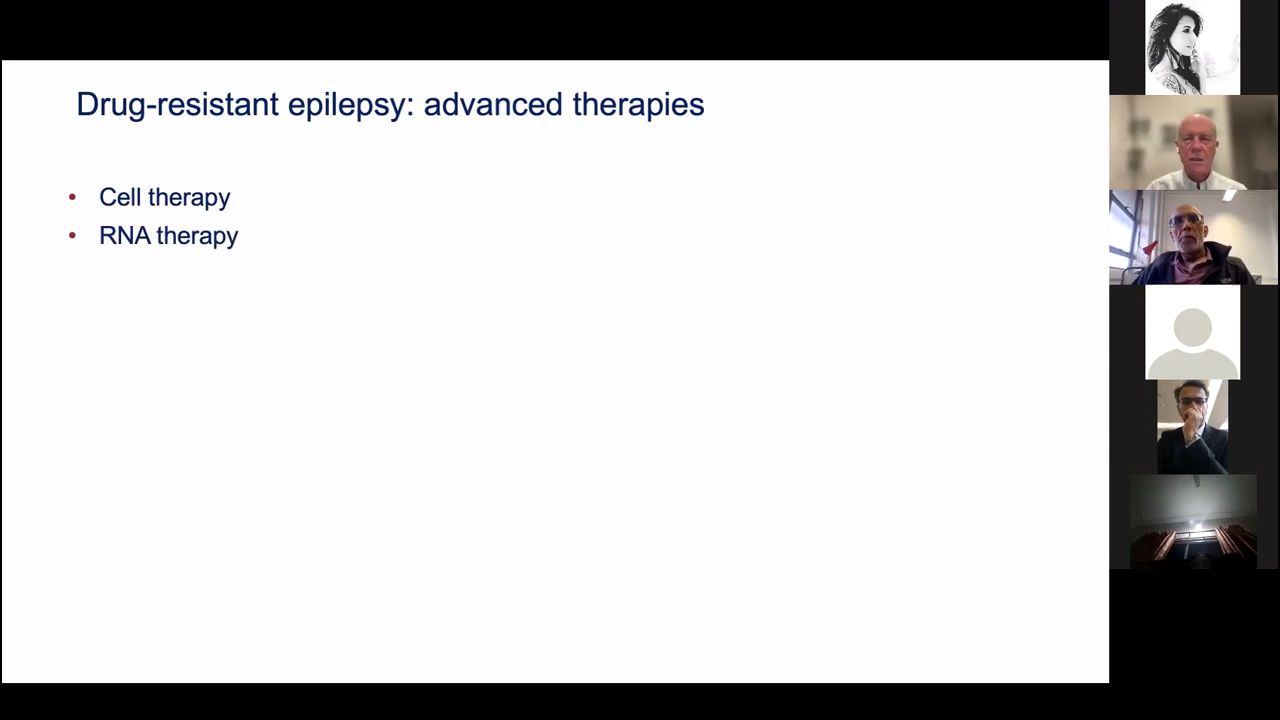 Drug-resistant epilepsy: advanced therapies
• Cell therapy
• RNA therapy